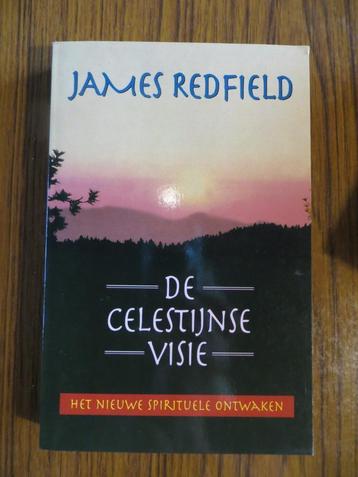 JAMES REDFIELD
DE
CELESTIJNSE
VISIE
HET NIEUWE SPIRITUELE ONTWAKEN